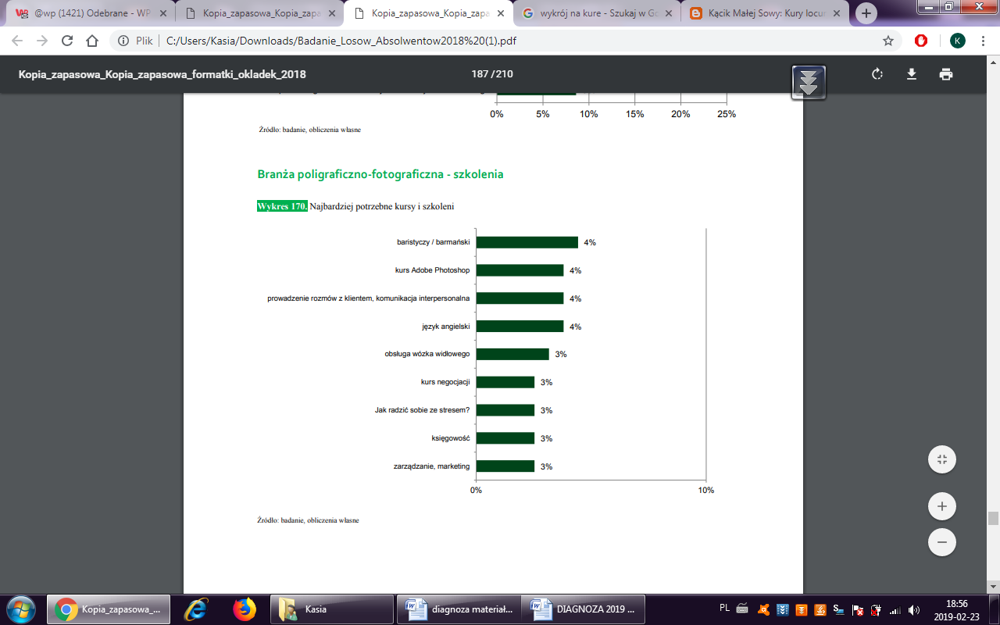 @wp (1421) Odebrane - WP
Kopia_zapasowa_Kopia_zapa
Kopia_zapasowa_Kopia_zapa
wykrój na kure - Szukaj w Go
Kącik Małej Sowy: Kury locur
Plik
C:/Users/Kasia/Downloads/Badanie_Losow_Absolwentow2018%20(1).pdf
K
Kopia_zapasowa_Kopia_zapasowa_formatki_okladek_2018
187 / 210
0% 5% 10% 15% 20% 25%
Źródło: badanie, obliczenia własne
Branża poligraficzno-fotograficzna - szkolenia
Wykres 170. Najbardziej potrzebne kursy i szkoleni
baristyczy / barmański 4%
kurs Adobe Photoshop 4%
prowadzenie rozmów z klientem, komunikacja interpersonalna 4%
język angielski 4%
obsługa wózka widłowego 3%
kurs negocjacji 3%
Jak radzić sobie ze stresem? 3%
księgowość 3%
zarządzanie, marketing 3%
0% 10%
Źródło: badanie, obliczenia własne
Kopia_zapasowa_...
Kasia
diagnoza materiał...
DIAGNOZA 2019 ...
PL
18:56
2019-02-23